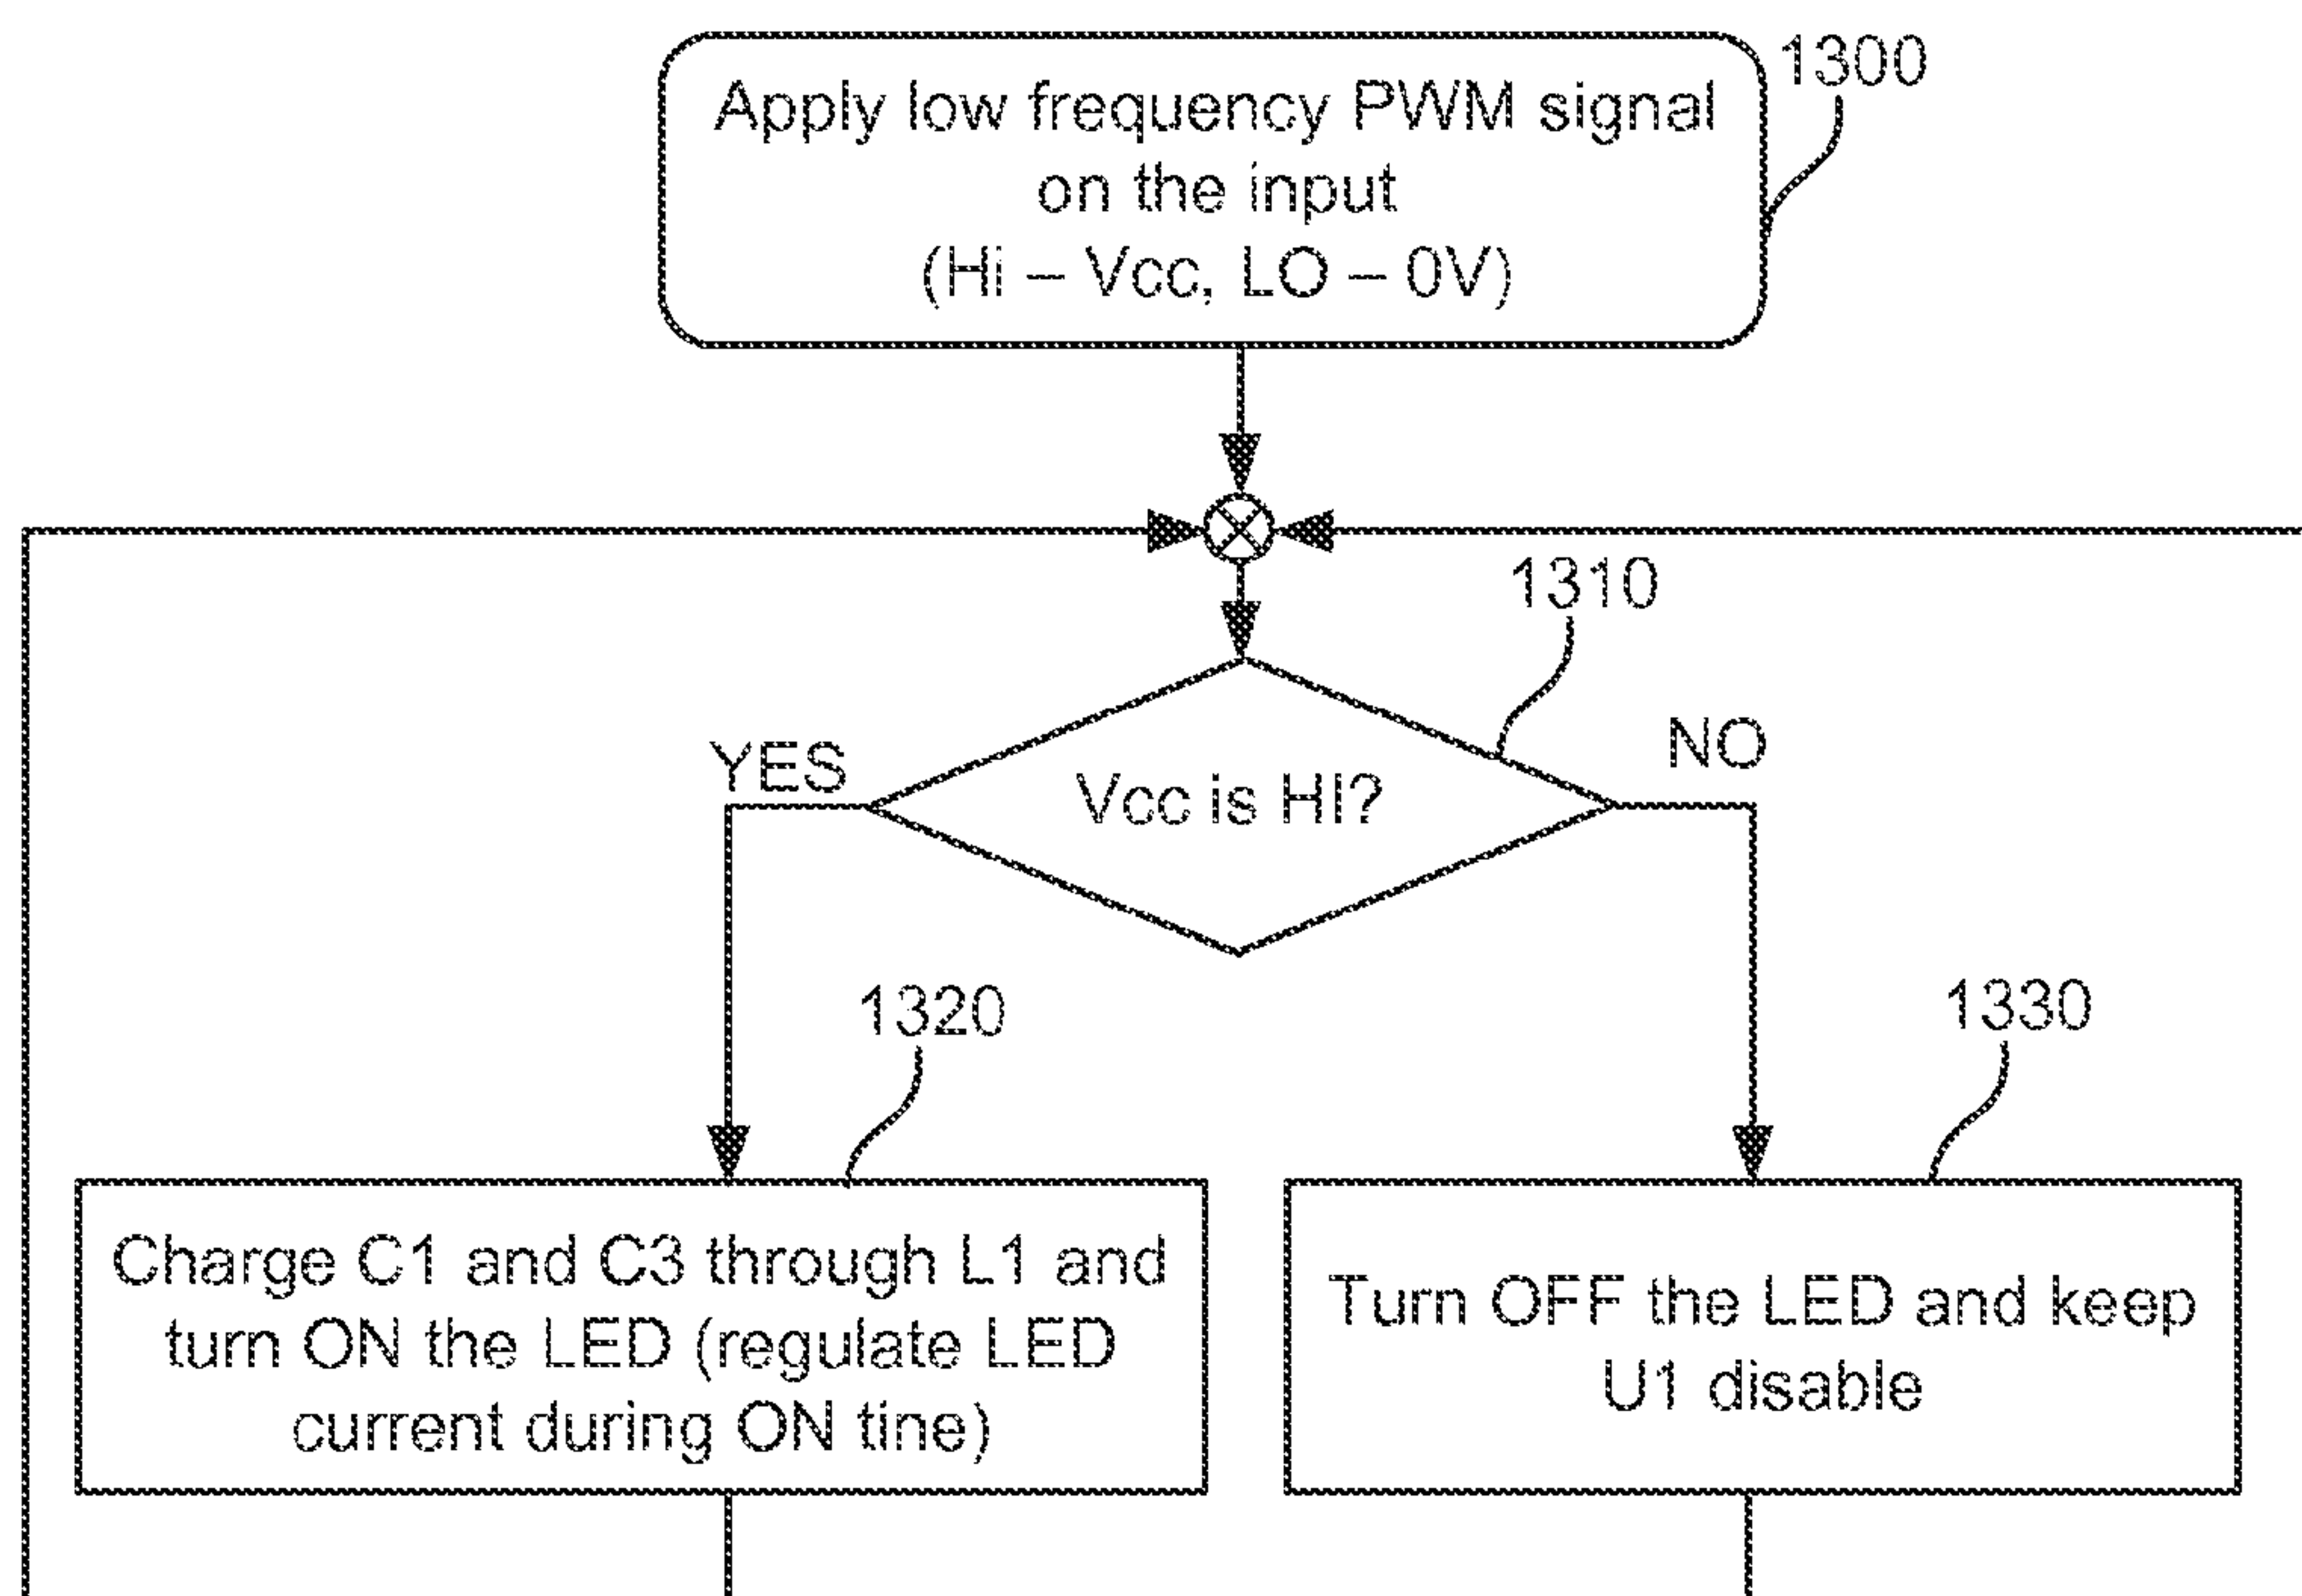 Apply low frequency PWM signal
on the input
(Hi – Vcc, LO – 0V)
1300
1310
YES
Vcc is HI?
NO
1320
1330
Charge C1 and C3 through L1 and
turn ON the LED (regulate LED
current during ON tine)
Turn OFF the LED and keep
U1 disable